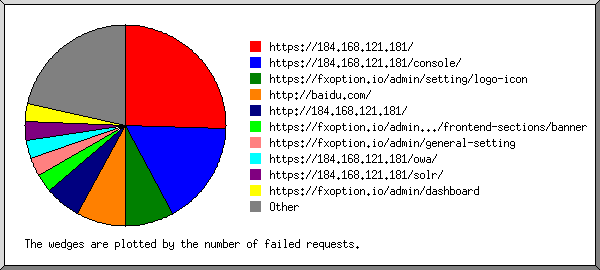 https://184.168.121.181/
https://184.168.121.181/console/
https://fxoption.io/admin/setting/logo-icon
http://baidu.com/
http://184.168.121.181/
https://fxoption.io/admin.../frontend-sections/banner
https://fxoption.io/admin/general-setting
https://184.168.121.181/owa/
https://184.168.121.181/solr/
https://fxoption.io/admin/dashboard
Other
The wedges are plotted by the number of failed requests.